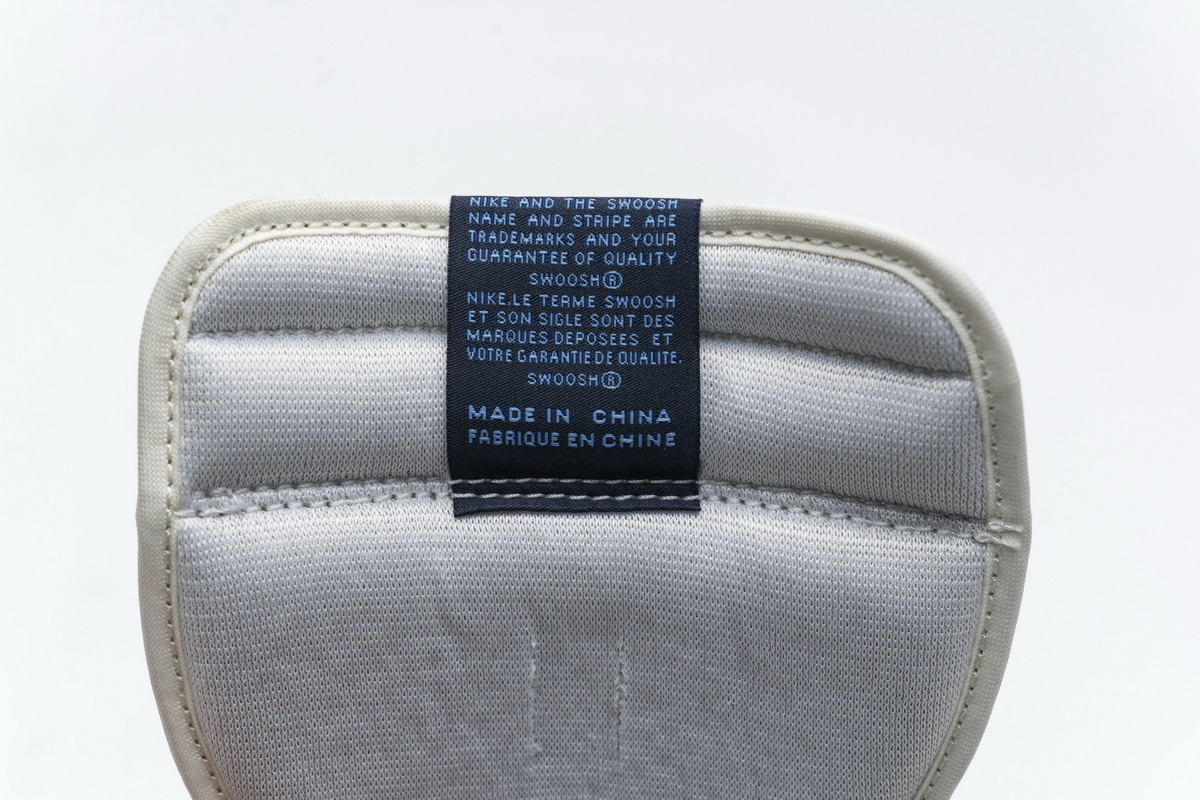 NIKE AND THE SWOOSH
NAME AND STRIPE ARE
TRADEMARKS AND YOUR
GUARANTEE OF QUALITY
SWOOSH®
NIKE.LE TERME SWOOSH
ET SON SIGLE SONT DES
MARQUES DEPOSEES ET
VOTRE GARANTIE DE QUALITE.
SWOOSH®
MADE IN CHINA
FABRIQUE EN CHINE